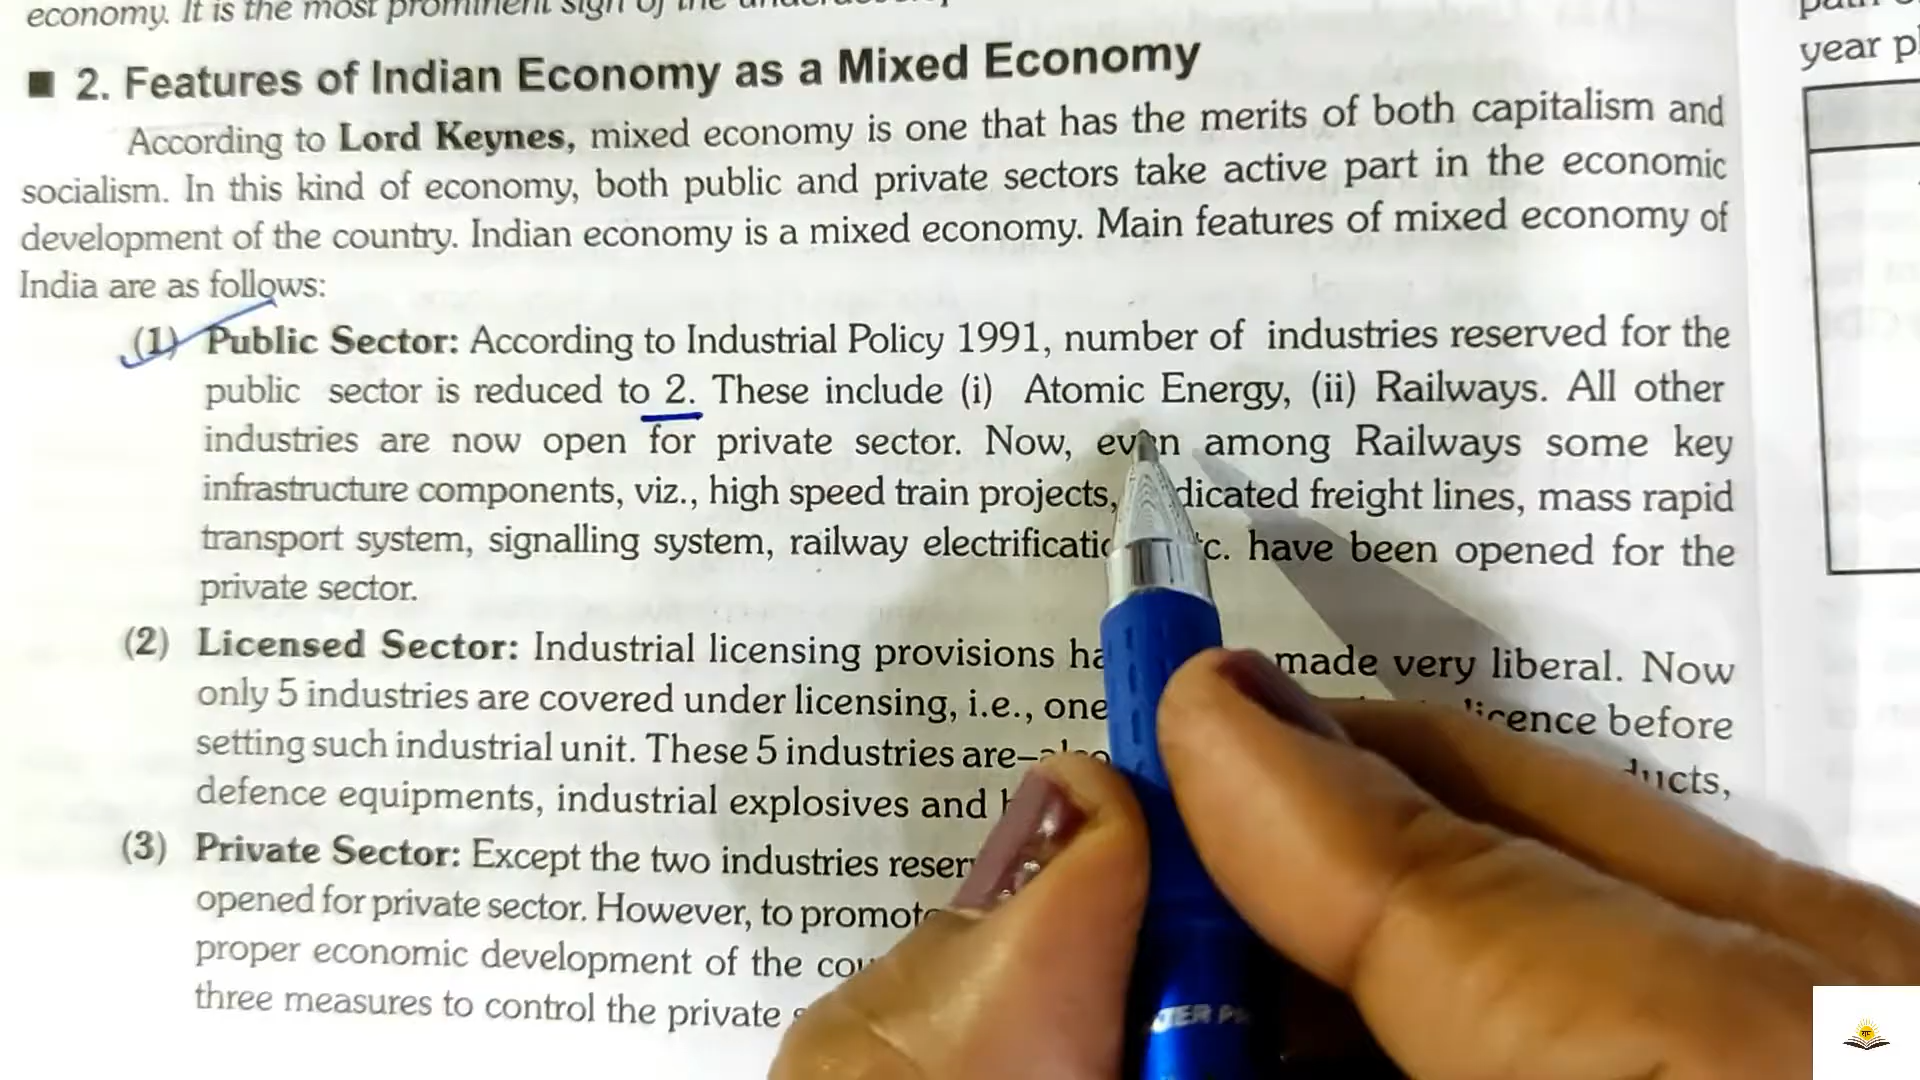 economy. It is the most prominent sign of the
2. Features of Indian Economy as a Mixed Economy
According to Lord Keynes, mixed economy is one that has the merits of both capitalism and
socialism. In this kind of economy, both public and private sectors take active part in the economic
development of the country. Indian economy is a mixed economy. Main features of mixed economy of
India are as follows:
(1) Public Sector: According to Industrial Policy 1991, number of industries reserved for the
public sector is reduced to 2. These include (i) Atomic Energy, (ii) Railways. All other
industries are now open for private sector. Now, even among Railways some key
infrastructure components, viz., high speed train projects, dicated freight lines, mass rapid
transport system, signalling system, railway electrificatio c. have been opened for the
private sector.
(2) Licensed Sector: Industrial licensing provisions ha made very liberal. Now
only 5 industries are covered under licensing, i.e., one licence before
setting such industrial unit. These 5 industries are– ducts,
defence equipments, industrial explosives and
(3) Private Sector: Except the two industries reser
opened for private sector. However, to promot
proper economic development of the cou
three measures to control the private
year pl